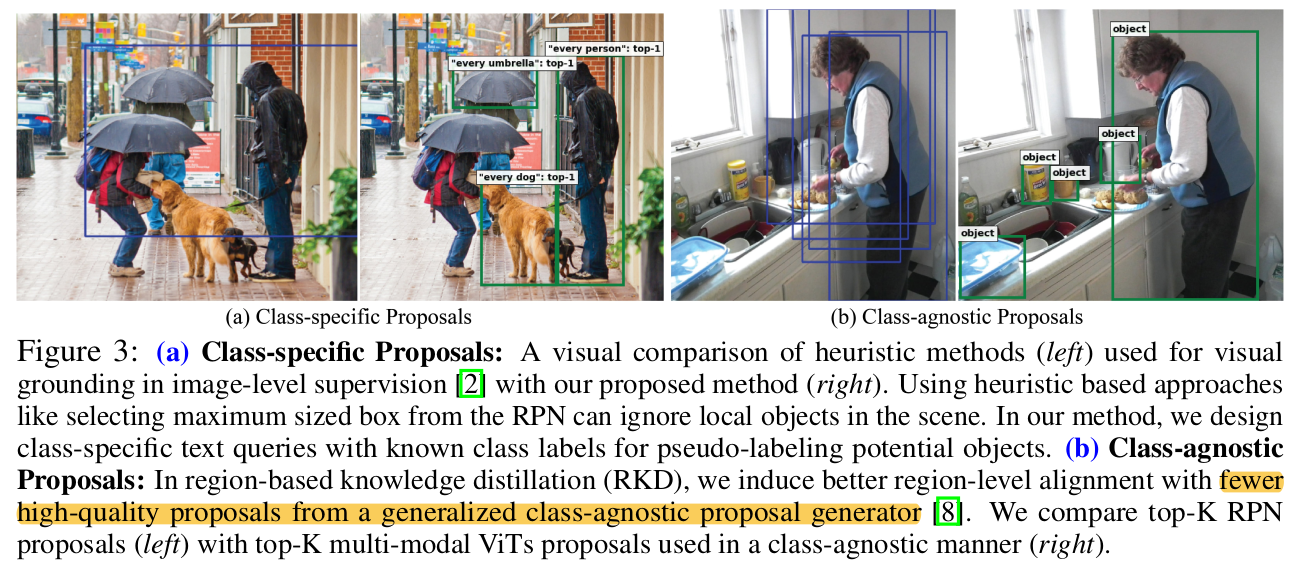 "every person": top-1
"every umbrella": top-1
"every dog": top-1
object
object
object
object
object
(a) Class-specific Proposals
(b) Class-agnostic Proposals
Figure 3: (a) Class-specific Proposals: A visual comparison of heuristic methods (left) used for visual
grounding in image-level supervision [2] with our proposed method (right). Using heuristic based approaches
like selecting maximum sized box from the RPN can ignore local objects in the scene. In our method, we design
class-specific text queries with known class labels for pseudo-labeling potential objects. (b) Class-agnostic
Proposals: In region-based knowledge distillation (RKD), we induce better region-level alignment with fewer
high-quality proposals from a generalized class-agnostic proposal generator [8]. We compare top-K RPN
proposals (left) with top-K multi-modal ViTs proposals used in a class-agnostic manner (right).